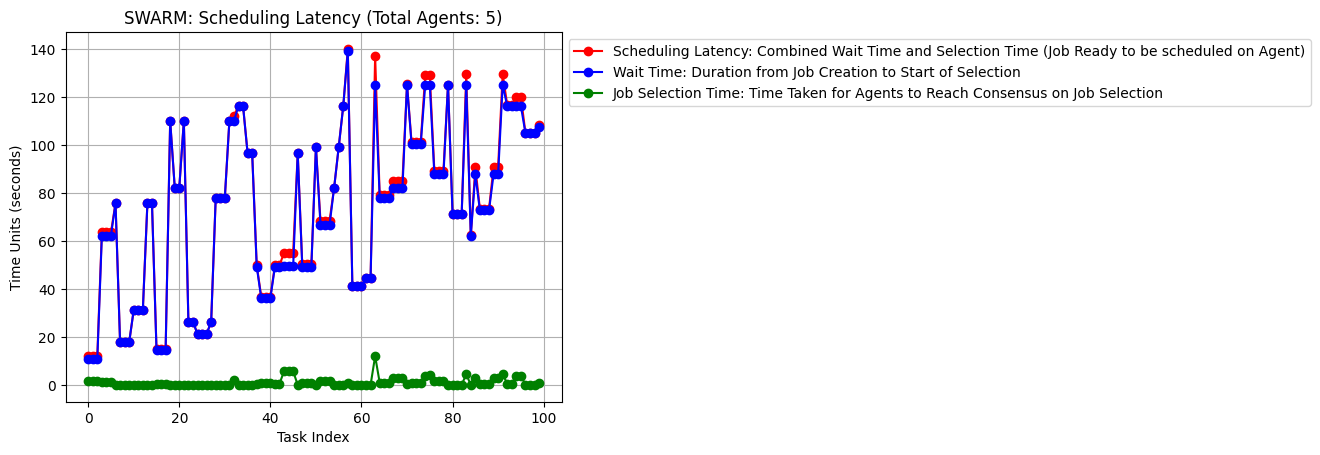 SWARM: Scheduling Latency (Total Agents: 5)
Scheduling Latency: Combined Wait Time and Selection Time (Job Ready to be scheduled on Agent)
Wait Time: Duration from Job Creation to Start of Selection
Job Selection Time: Time Taken for Agents to Reach Consensus on Job Selection
Time Units (seconds)
140
120
100
80
60
40
20
0
0 20 40 60 80 100
Task Index